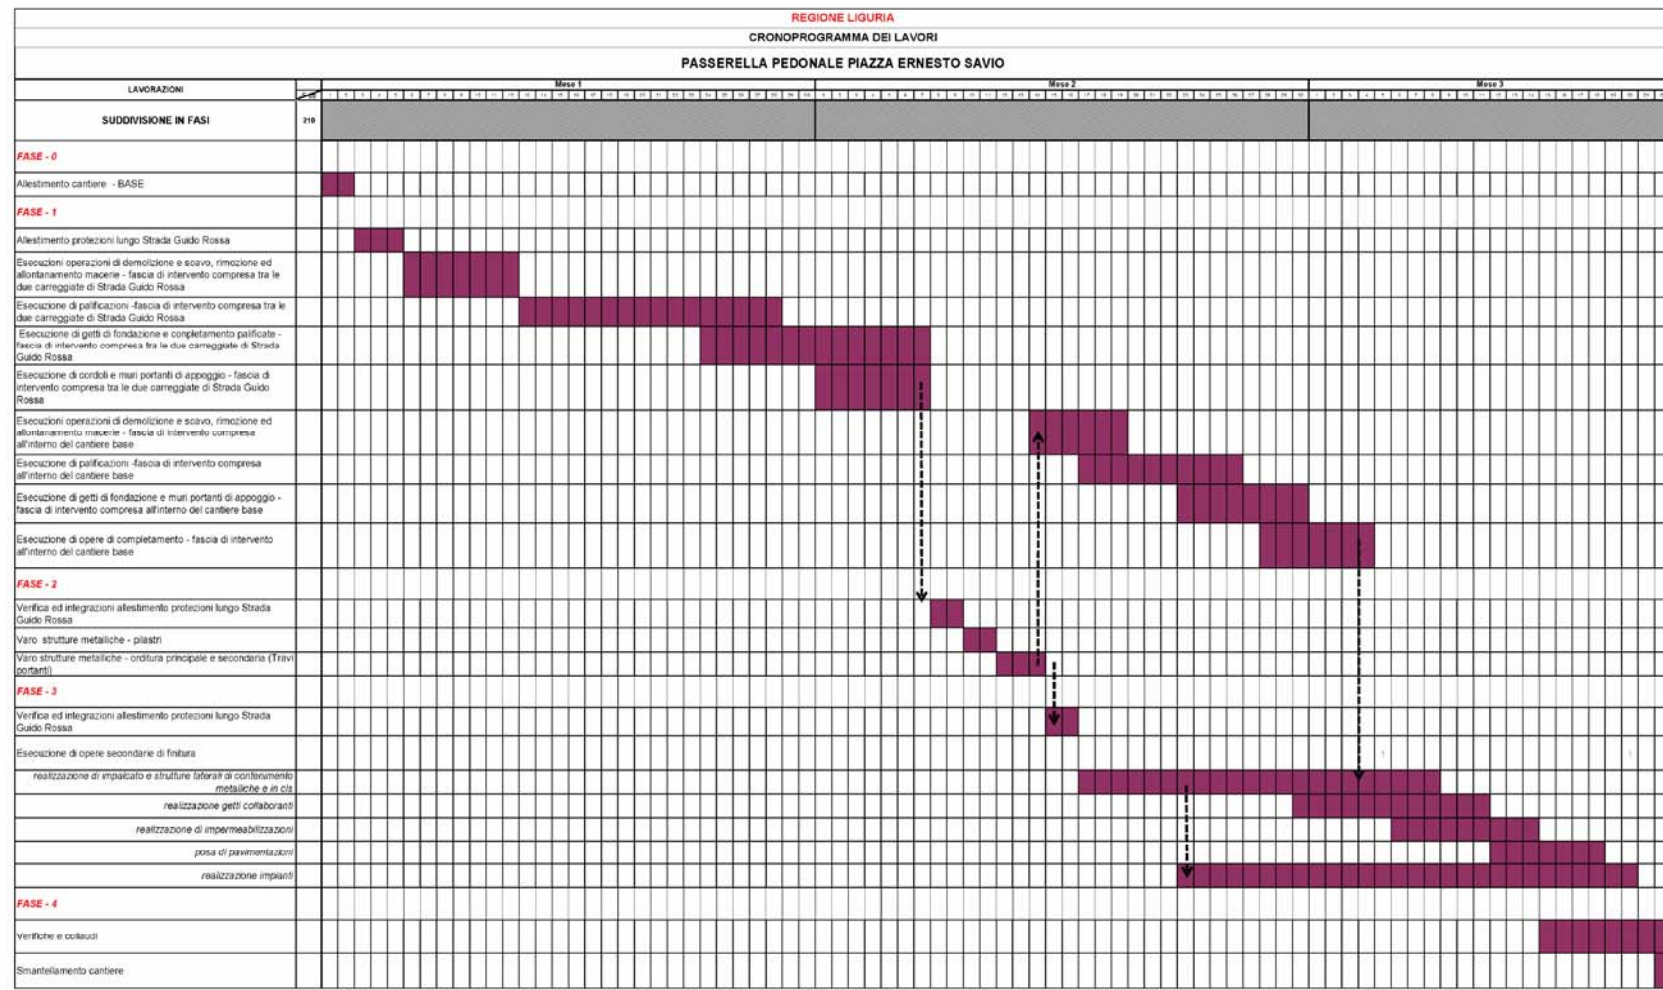 REGIONE LIGURIA
CRONOPROGRAMMA DEI LAVORI
PASSERELLA PEDONALE PIAZZA ERNESTO SAVIO
LAVORAZIONI
Mese 1
Mese 2
Mese 3
SUDDIVISIONE IN FASI
210
FASE - 0
Allestimento cantiere - BASE
FASE - 1
Allestimento protezioni lungo Strada Guido Rossa
Esecuzioni operazioni di demolizione e scavo, rimozione ed
allontanamento macerie - fascia di intervento compresa tra le
due carreggiate di Strada Guido Rossa
Esecuzione di palificazioni -fascia di intervento compresa tra le
due carreggiate di Strada Guido Rossa
Esecuzione di getti di fondazione e conpletamento palificate -
fascia di intervento compresa tra le due carreggiate di Strada
Guido Rossa
Esecuzione di cordoli e muri portanti di appoggio - fascia di
intervento compresa tra le due carreggiate di Strada Guido
Rossa
Esecuzioni operazioni di demolizione e scavo, rimozione ed
allontanamento macerie - fascia di intervento compresa
all'interno del cantiere base
Esecuzione di palificazioni -fascia di intervento compresa
all'interno del cantiere base
Esecuzione di getti di fondazione e muri portanti di appoggio -
fascia di intervento compresa all'interno del cantiere base
Esecuzione di opere di completamento - fascia di intervento
all'interno del cantiere base
FASE - 2
Verifica ed integrazioni allestimento protezioni lungo Strada
Guido Rossa
Varo strutture metalliche - pilastri
Varo strutture metalliche - orditura principale e secondaria (Travi
portanti)
FASE - 3
Verifica ed integrazioni allestimento protezioni lungo Strada
Guido Rossa
Esecuzione di opere secondarie di finitura
realizzazione di impalcato e strutture laterali di contenimento
metalliche e in cls
realizzazione getti collaboranti
realizzazione di impermeabilizzazioni
posa di pavimentazioni
realizzazione impianti
FASE - 4
Verifiche e collaudi
Smantellamento cantiere